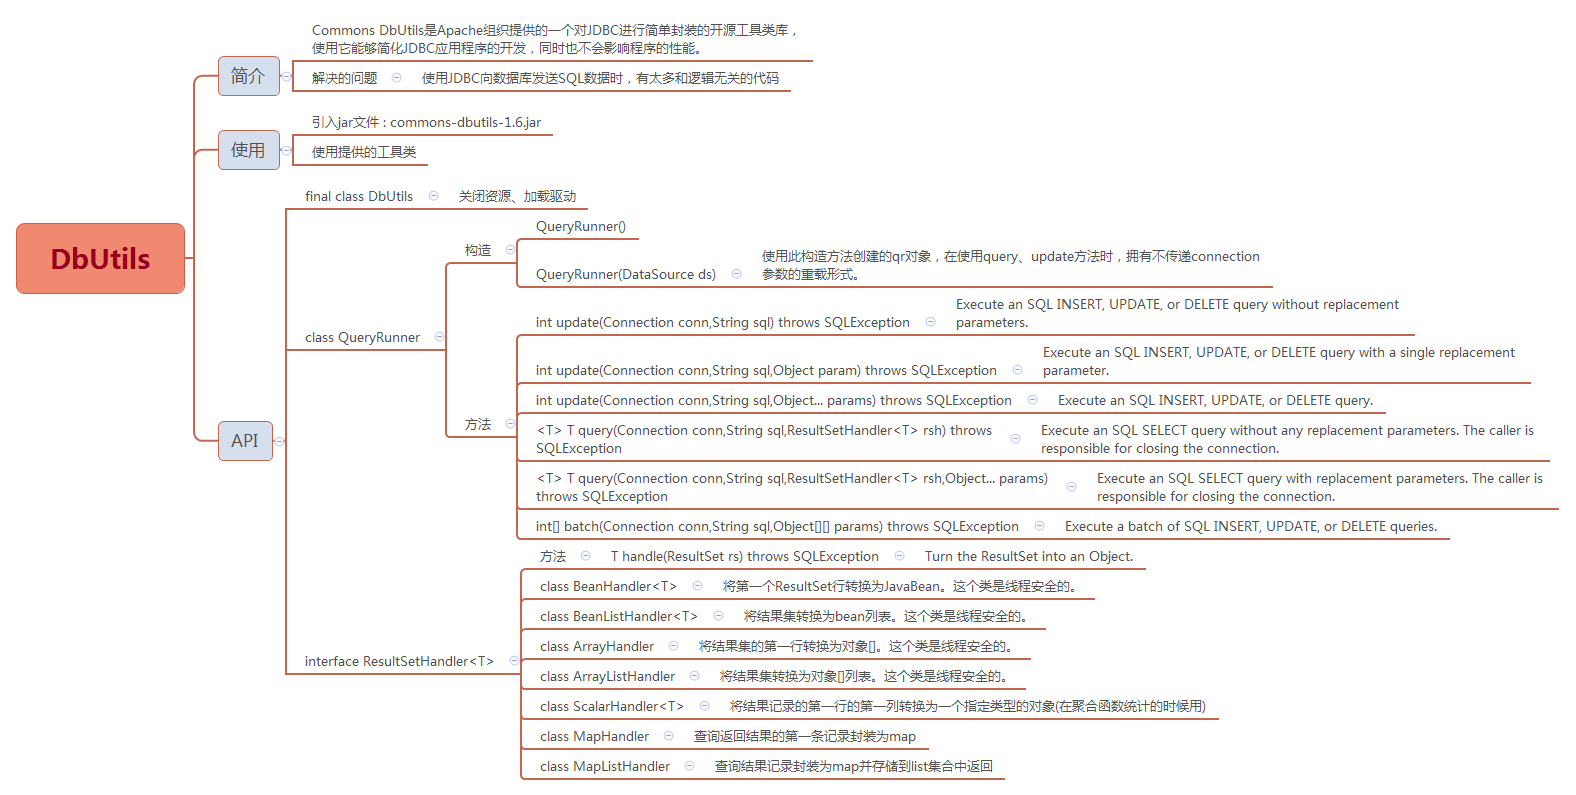 DbUtils
简介
Commons DbUtils是Apache组织提供的一个对JDBC进行简单封装的开源工具类库，
使用它能够简化JDBC应用程序的开发，同时也不会影响程序的性能。
解决的问题
使用JDBC向数据库发送SQL数据时，有太多和逻辑无关的代码
使用
引入jar文件 : commons-dbutils-1.6.jar
使用提供的工具类
API
final class DbUtils
关闭资源、加载驱动
class QueryRunner
构造
QueryRunner()
QueryRunner(DataSource ds)
使用此构造方法创建的qr对象，在使用query、update方法时，拥有不传递connection
参数的重载形式。
方法
int update(Connection conn,String sql) throws SQLException
Execute an SQL INSERT, UPDATE, or DELETE query without replacement
parameters.
int update(Connection conn,String sql,Object param) throws SQLException
Execute an SQL INSERT, UPDATE, or DELETE query with a single replacement
parameter.
int update(Connection conn,String sql,Object... params) throws SQLException
Execute an SQL INSERT, UPDATE, or DELETE query.
<T> T query(Connection conn,String sql,ResultSetHandler<T> rsh) throws
SQLException
Execute an SQL SELECT query without any replacement parameters. The caller is
responsible for closing the connection.
<T> T query(Connection conn,String sql,ResultSetHandler<T> rsh,Object... params)
throws SQLException
Execute an SQL SELECT query with replacement parameters. The caller is
responsible for closing the connection.
int[] batch(Connection conn,String sql,Object[][] params) throws SQLException
Execute a batch of SQL INSERT, UPDATE, or DELETE queries.
interface ResultSetHandler<T>
方法
T handle(ResultSet rs) throws SQLException
Turn the ResultSet into an Object.
class BeanHandler<T>
将第一个ResultSet行转换为JavaBean。这个类是线程安全的。
class BeanListHandler<T>
将结果集转换为bean列表。这个类是线程安全的。
class ArrayHandler
将结果集的第一行转换为对象[]。这个类是线程安全的。
class ArrayListHandler
将结果集转换为对象[]列表。这个类是线程安全的。
class ScalarHandler<T>
将结果记录的第一行的第一列转换为一个指定类型的对象(在聚合函数统计的时候用)
class MapHandler
查询返回结果的第一条记录封装为map
class MapListHandler
查询结果记录封装为map并存储到list集合中返回